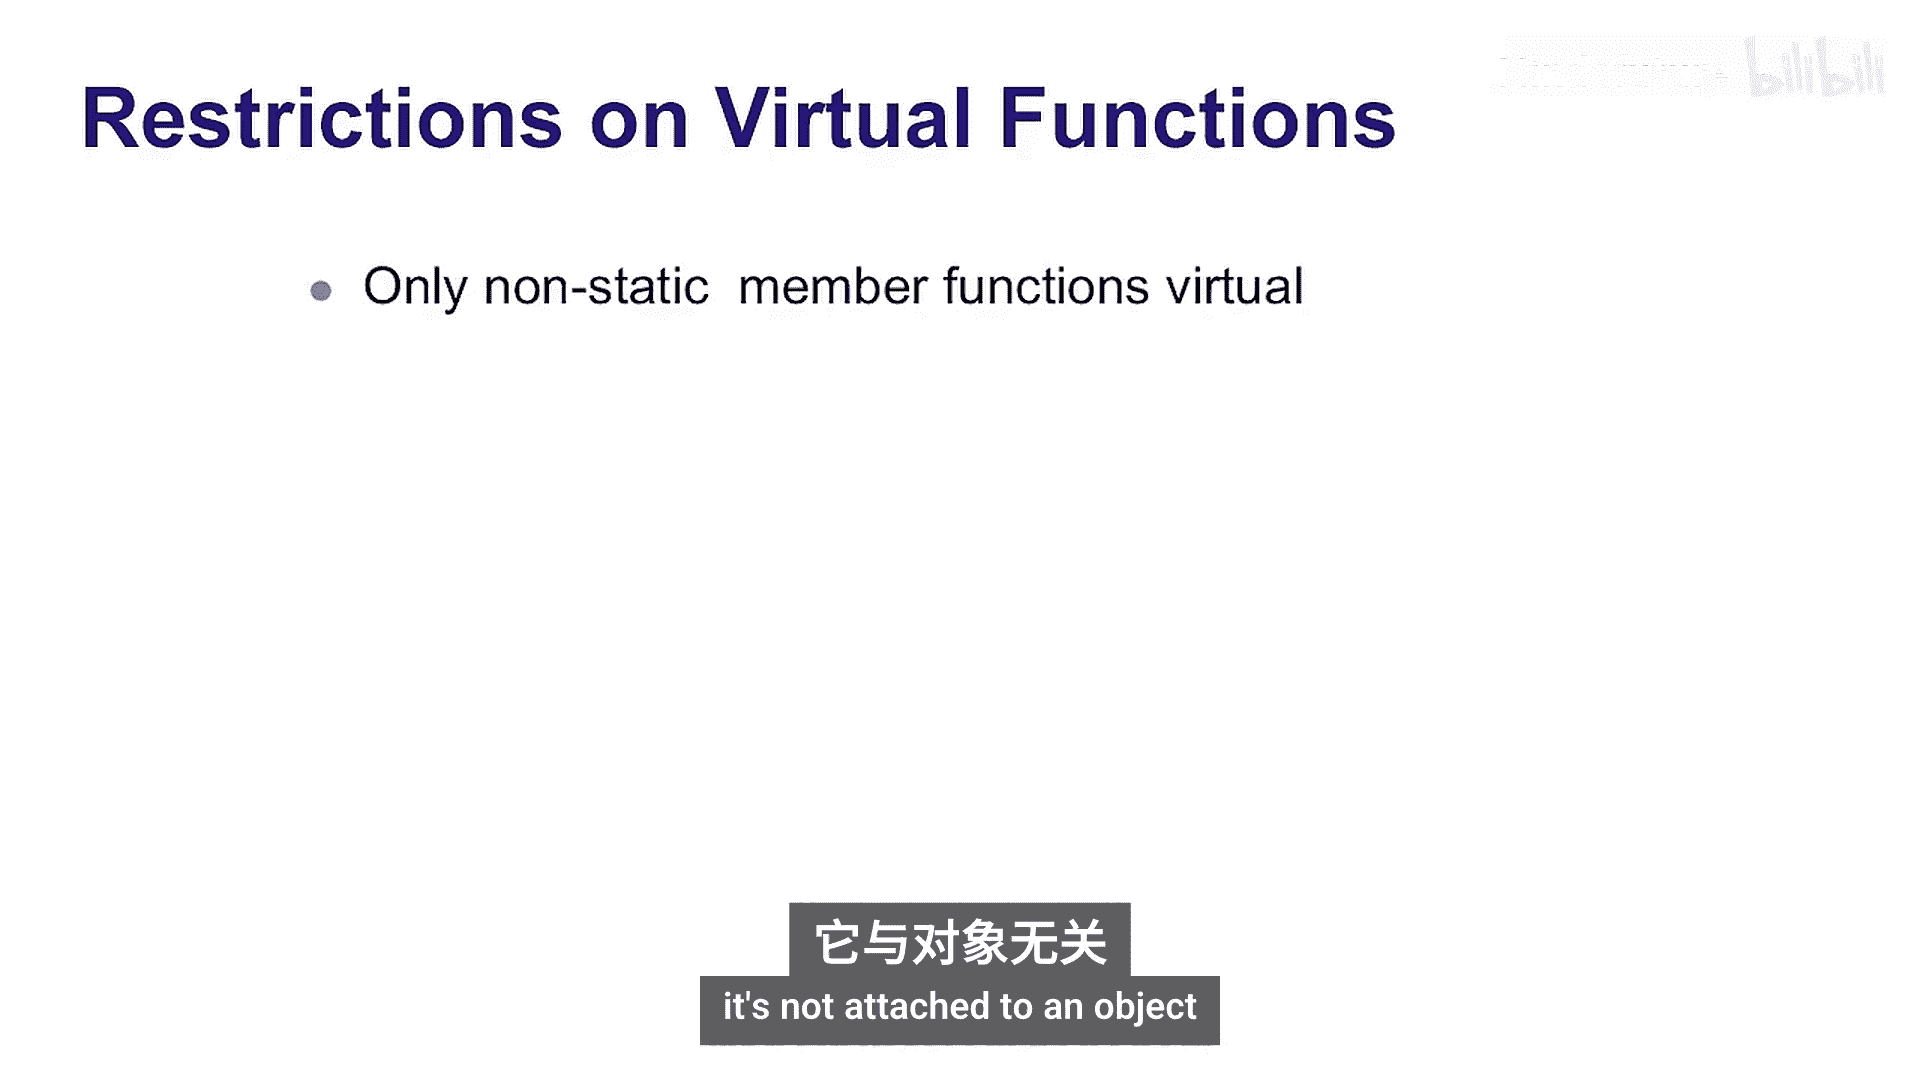 bilibili
Restrictions on Virtual Functions
Only non-static member functions virtual
它与对象无关
it's not attached to an object